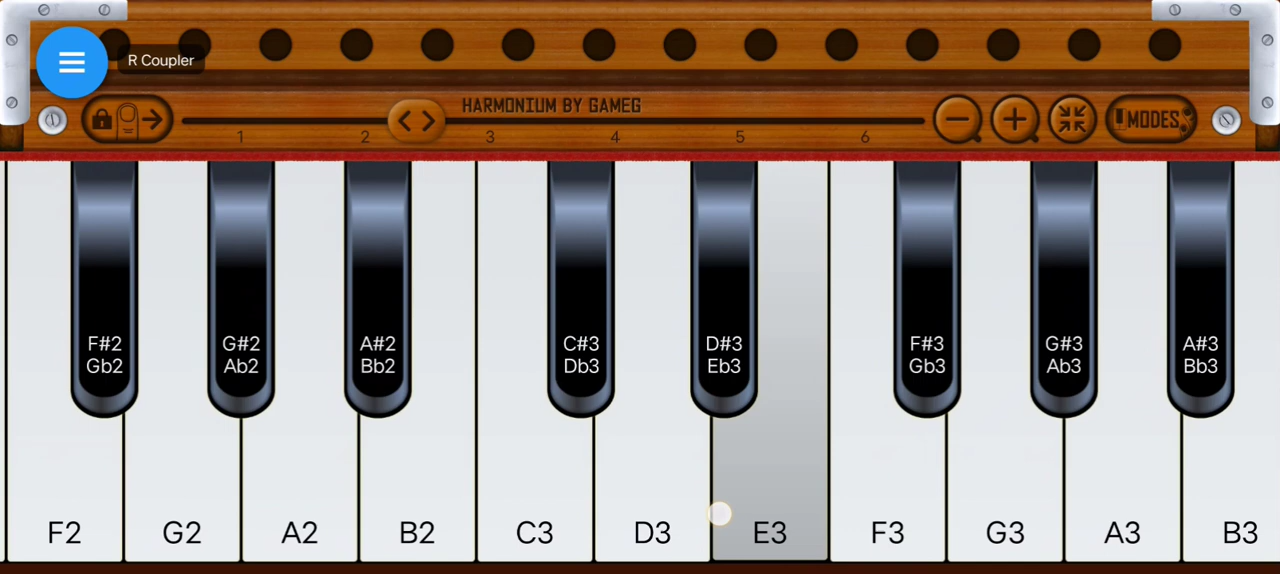 R Coupler
HARMONIUM BY GAMEG
1 2 3 4 5 6
MODES
F#2 G#2 A#2 C#3 D#3 F#3 G#3 A#3
Gb2 Ab2 Bb2 Db3 Eb3 Gb3 Ab3 Bb3
F2 G2 A2 B2 C3 D3 E3 F3 G3 A3 B3